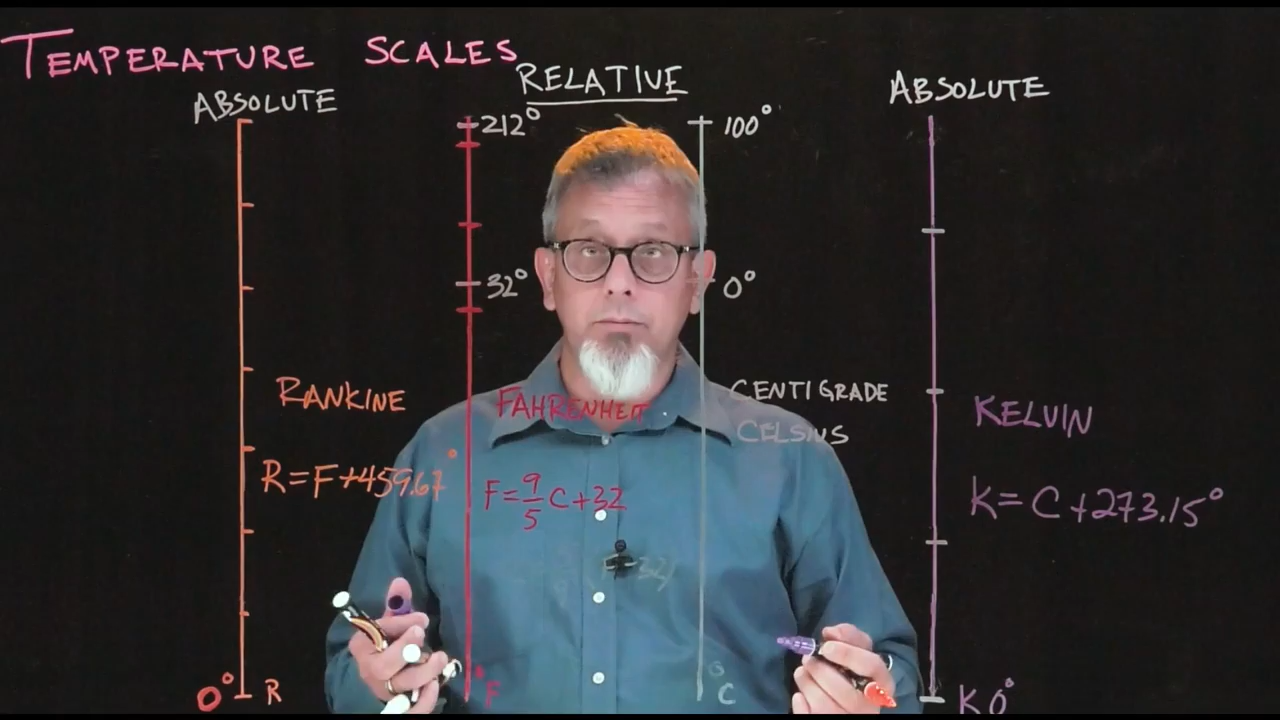 TEMPERATURE SCALES
ABSOLUTE
RELATIVE
ABSOLUTE
212°
100°
32°
0°
RANKINE
FAHRENHEIT
CENTIGRADE
CELSIUS
KELVIN
R=F+459.67°
F=9/5C+32
K=C+273.15°
0° R
°F
°C
K 0°